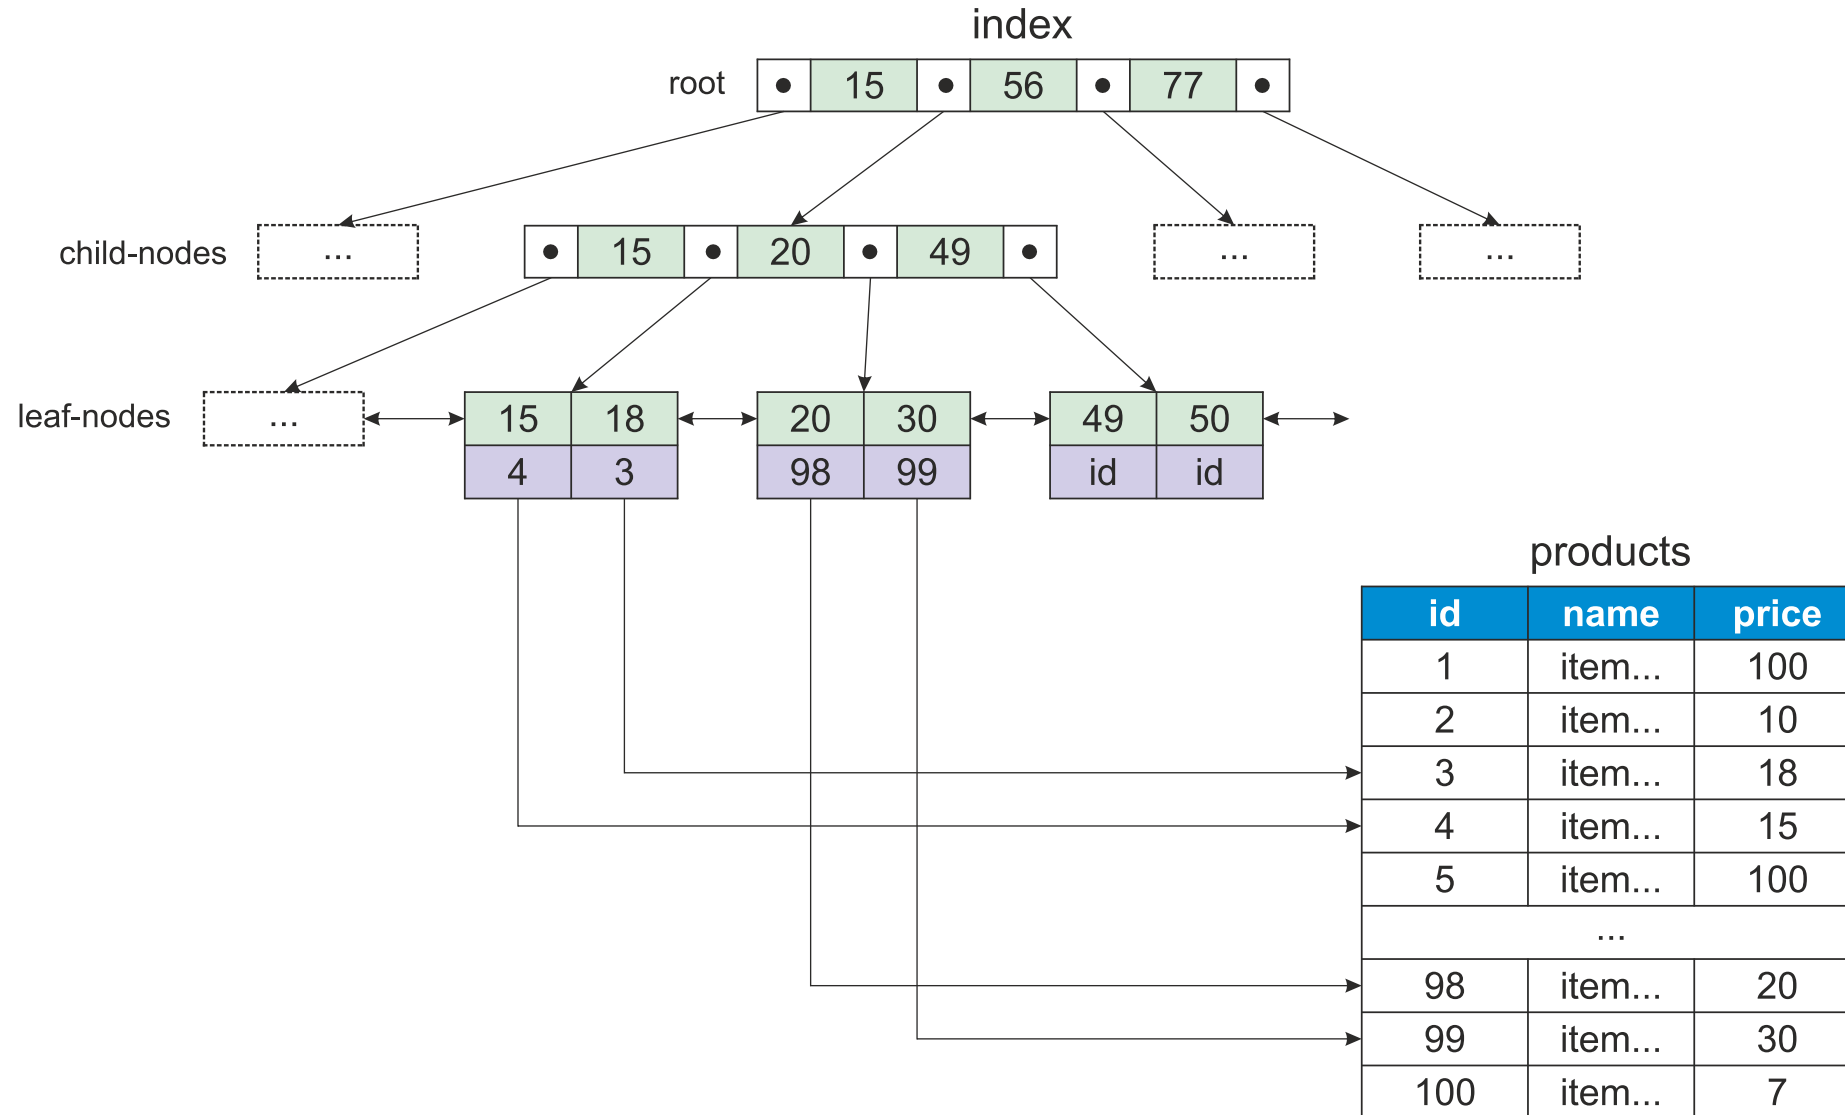 index
root 15 56 77
child-nodes ... 15 20 49 ... ...
leaf-nodes ... 15 18 20 30 49 50
4 3 98 99 id id
products
id name price
1 item... 100
2 item... 10
3 item... 18
4 item... 15
5 item... 100
...
98 item... 20
99 item... 30
100 item... 7